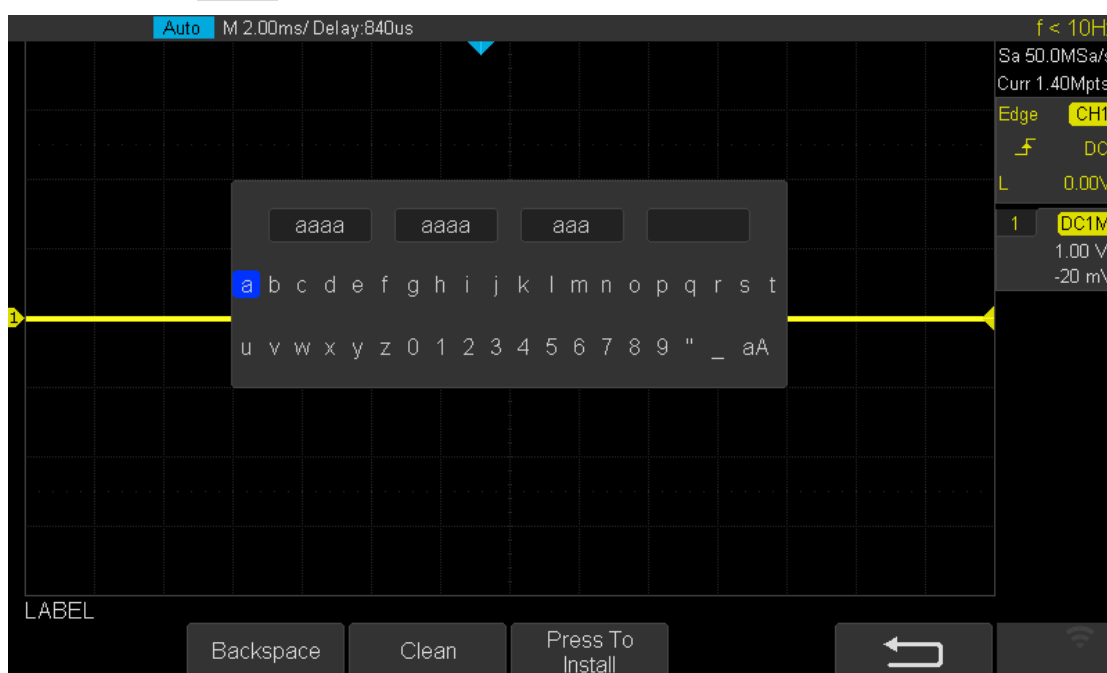 Auto M 2.00ms/ Delay:840us
f < 10H
Sa 50.0MSa/s
Curr 1.40Mpts
Edge CH1
DC
L 0.00V
1 DC1M
1.00 V
-20 mV
aaaa aaaa aaa
a b c d e f g h i j k l m n o p q r s t
1
u v w x y z 0 1 2 3 4 5 6 7 8 9 " _ aA
LABEL
Backspace
Clean
Press To
Install